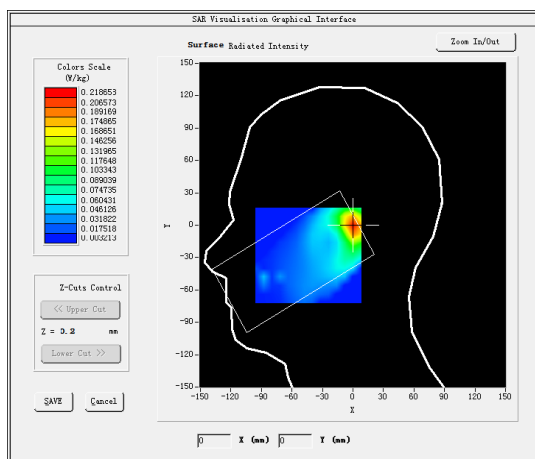 SAR Visualisation Graphical Interface
Surface Radiated Intensity
Zoom In/Out
Colors Scale
(W/kg)
0.218653
0.206573
0.189169
0.174865
0.168651
0.146256
0.131965
0.117648
0.103343
0.089039
0.074735
0.060431
0.046126
0.031822
0.017518
0.003213
Z-Cuts Control
<< Upper Cut
Z = 0.2 mm
Lower Cut >>
SAVE Cancel
150
120
90
60
30
0
-30
-60
-90
-120
-150
Y
-150 -120 -90 -60 -30 0 30 60 90 120 150
X
0 X (mm) 0 Y (mm)